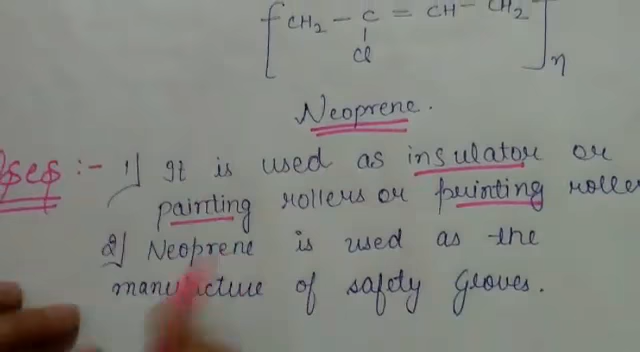 [CH2 - C = CH - CH2]n
Cl
Neoprene.
Uses :- 1) It is used as insulator or
painting rollers or printing roller
2) Neoprene is used as the
manufacture of safety gloves.